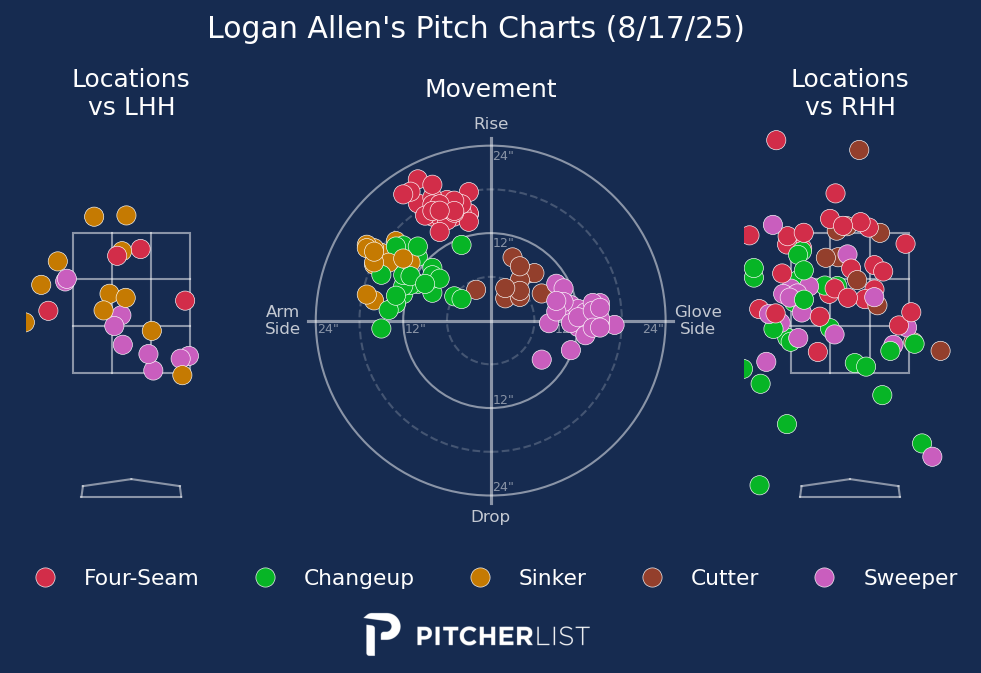 Logan Allen's Pitch Charts (8/17/25)
Locations
vs LHH
Movement
Locations
vs RHH
Rise
24"
12"
Arm
Side
24"
12"
24"
Glove
Side
12"
24"
Drop
Four-Seam
Changeup
Sinker
Cutter
Sweeper
PITCHERLIST